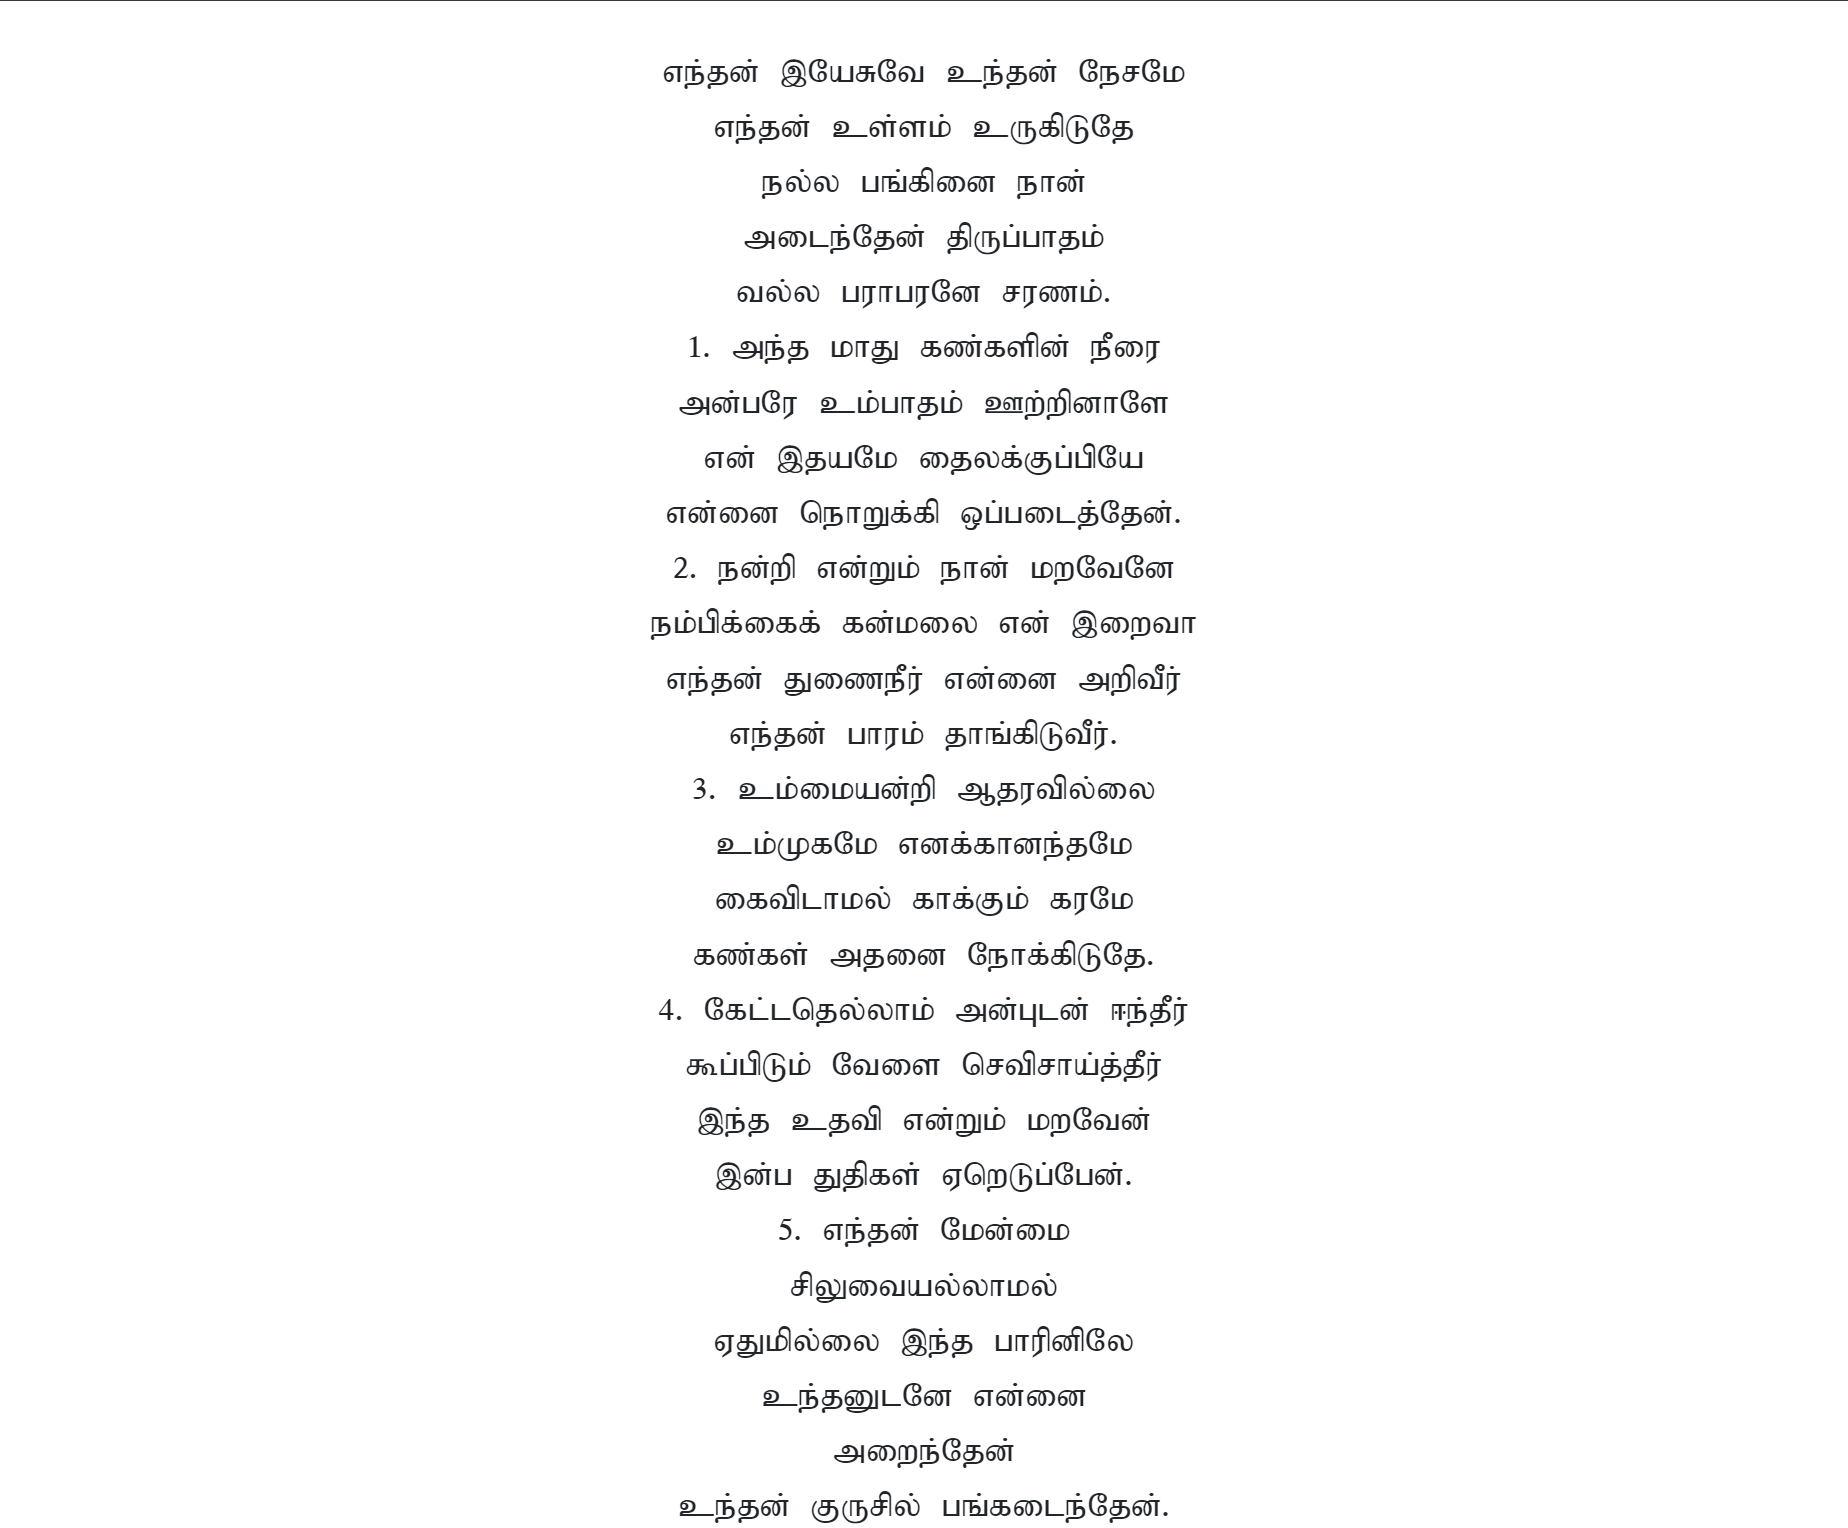 எந்தன் இயேசுவே உந்தன் நேசமே
எந்தன் உள்ளம் உருகிடுதே
நல்ல பங்கினை நான்
அடைந்தேன் திருப்பாதம்
வல்ல பராபரனே சரணம்.
1. அந்த மாது கண்களின் நீரை
அன்பரே உம்பாதம் ஊற்றினாளே
என் இதயமே தைலக்குப்பியே
என்னை நொறுக்கி ஒப்படைத்தேன்.
2. நன்றி என்றும் நான் மறவேனே
நம்பிக்கைக் கன்மலை என் இறைவா
எந்தன் துணைநீர் என்னை அறிவீர்
எந்தன் பாரம் தாங்கிடுவீர்.
3. உம்மையன்றி ஆதரவில்லை
உம்முகமே எனக்கானந்தமே
கைவிடாமல் காக்கும் கரமே
கண்கள் அதனை நோக்கிடுதே.
4. கேட்டதெல்லாம் அன்புடன் ஈந்தீர்
கூப்பிடும் வேளை செவிசாய்த்தீர்
இந்த உதவி என்றும் மறவேன்
இன்ப துதிகள் ஏறெடுப்பேன்.
5. எந்தன் மேன்மை
சிலுவையல்லாமல்
ஏதுமில்லை இந்த பாரினிலே
உந்தனுடனே என்னை
அறைந்தேன்
உந்தன் குருசில் பங்கடைந்தேன்.